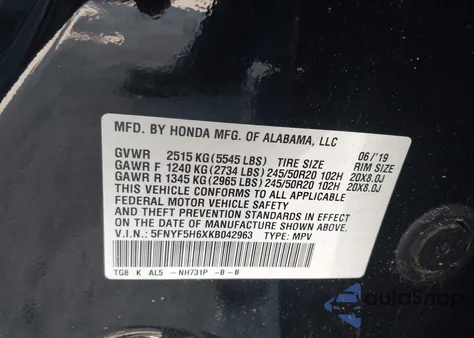 MFD. BY HONDA MFG. OF ALABAMA, LLC
06/'19
GVWR 2515 KG (5545 LBS) TIRE SIZE RIM SIZE
GAWR F 1240 KG (2734 LBS) 245/50R20 102H 20X8.0J
GAWR R 1345 KG (2965 LBS) 245/50R20 102H 20X8.0J
THIS VEHICLE CONFORMS TO ALL APPLICABLE
FEDERAL MOTOR VEHICLE SAFETY AND
THEFT PREVENTION STANDARDS IN EFFECT
ON THE DATE OF MANUFACTURE SHOWN ABOVE.
V.I.N.: 5FNYF5H6XKB042963 TYPE: MPV
TG8 K AL5 -NH731P -B -B
autoSnap